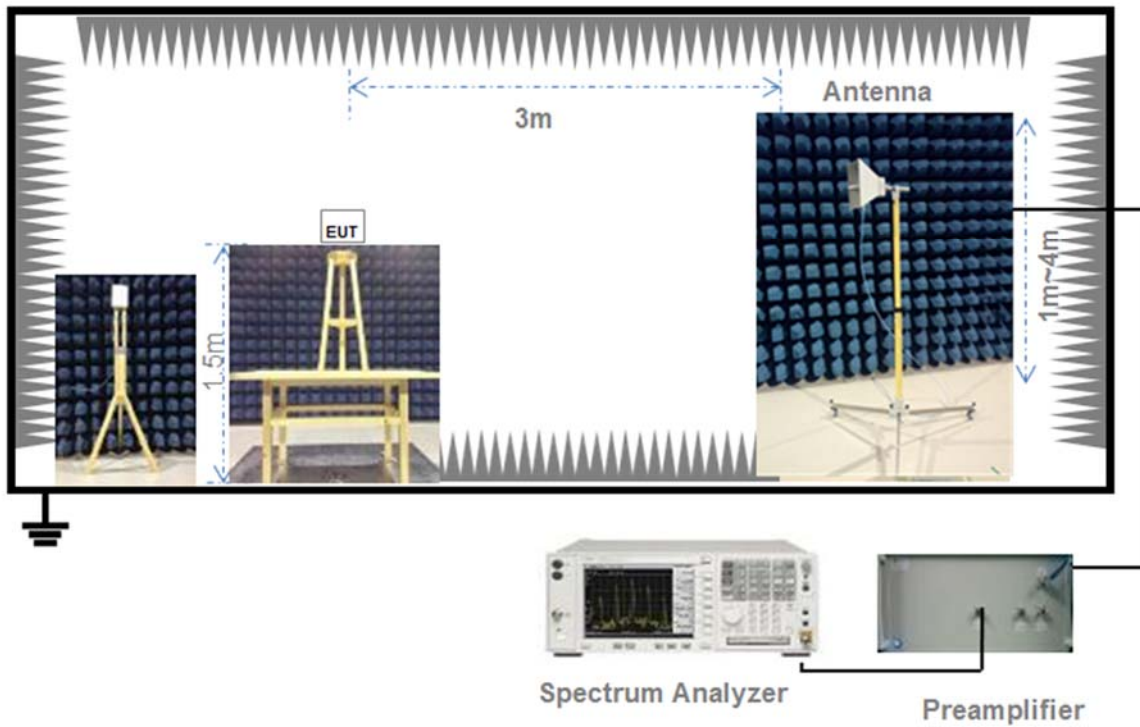 Antenna
3m
EUT
1.5m
1m~4m
Spectrum Analyzer
Preamplifier